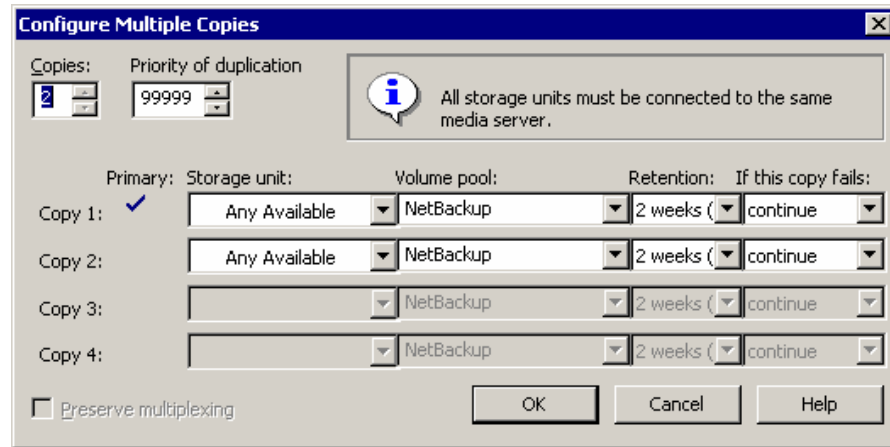 Configure Multiple Copies
Copies: Priority of duplication
2 99999
All storage units must be connected to the same
media server.
Primary: Storage unit: Volume pool: Retention: If this copy fails:
Copy 1: Any Available NetBackup 2 weeks ( continue
Copy 2: Any Available NetBackup 2 weeks ( continue
Copy 3: NetBackup 2 weeks ( continue
Copy 4: NetBackup 2 weeks ( continue
Preserve multiplexing OK Cancel Help